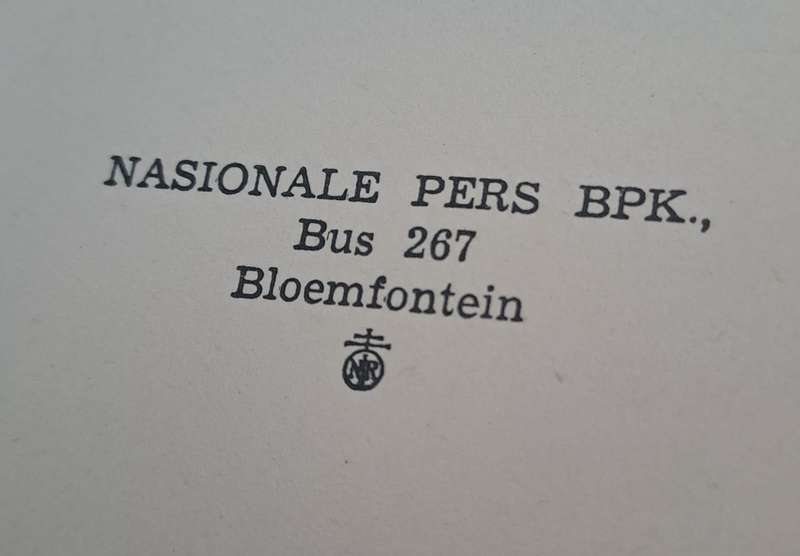 NASIONALE PERS BPK.,
Bus 267
Bloemfontein